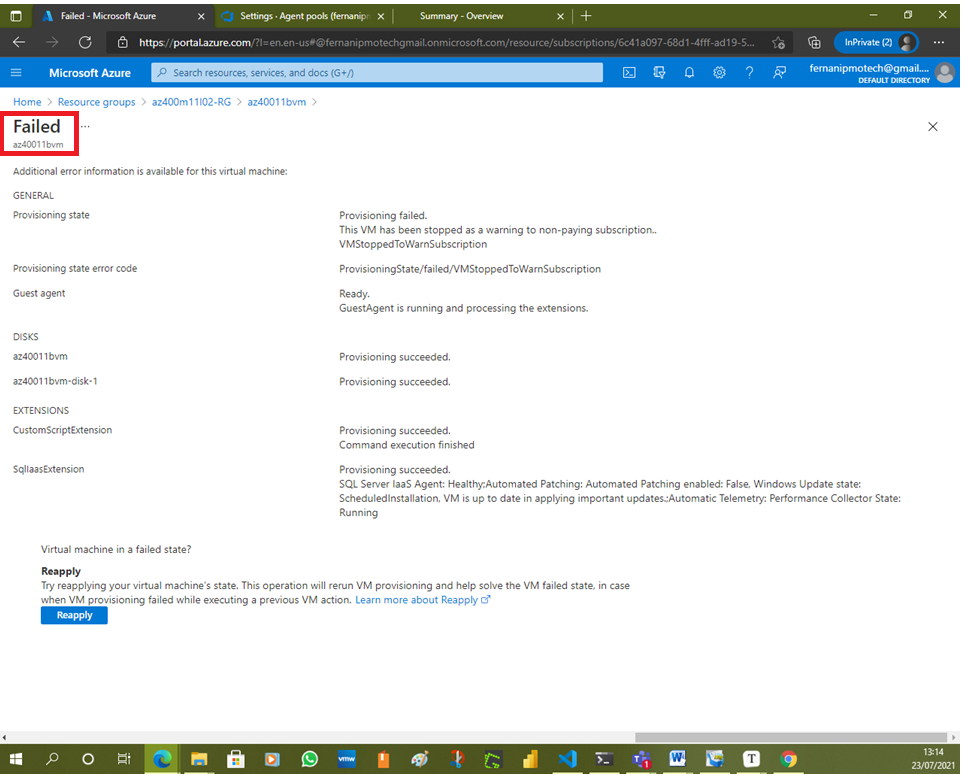 Failed - Microsoft Azure
Settings · Agent pools (fernanipm
Summary - Overview
https://portal.azure.com/?l=en.en-us#@fernanipmotechgmail.onmicrosoft.com/resource/subscriptions/6c41a097-68d1-4fff-ad19-5...
InPrivate (2)
Microsoft Azure
Search resources, services, and docs (G+/)
fernanipmotech@gmail....
DEFAULT DIRECTORY
Home > Resource groups > az400m11l02-RG > az40011bvm >
Failed ...
az40011bvm
Additional error information is available for this virtual machine:
GENERAL
Provisioning state
Provisioning failed.
This VM has been stopped as a warning to non-paying subscription..
VMStoppedToWarnSubscription
Provisioning state error code
ProvisioningState/failed/VMStoppedToWarnSubscription
Guest agent
Ready.
GuestAgent is running and processing the extensions.
DISKS
az40011bvm
Provisioning succeeded.
az40011bvm-disk-1
Provisioning succeeded.
EXTENSIONS
CustomScriptExtension
Provisioning succeeded.
Command execution finished
SqlIaasExtension
Provisioning succeeded.
SQL Server IaaS Agent: Healthy;Automated Patching: Automated Patching enabled: False, Windows Update state:
ScheduledInstallation, VM is up to date in applying important updates.;Automatic Telemetry: Performance Collector State:
Running
Virtual machine in a failed state?
Reapply
Try reapplying your virtual machine's state. This operation will rerun VM provisioning and help solve the VM failed state, in case
when VM provisioning failed while executing a previous VM action. Learn more about Reapply
Reapply
vmw
1
W
T
13:14
23/07/2021